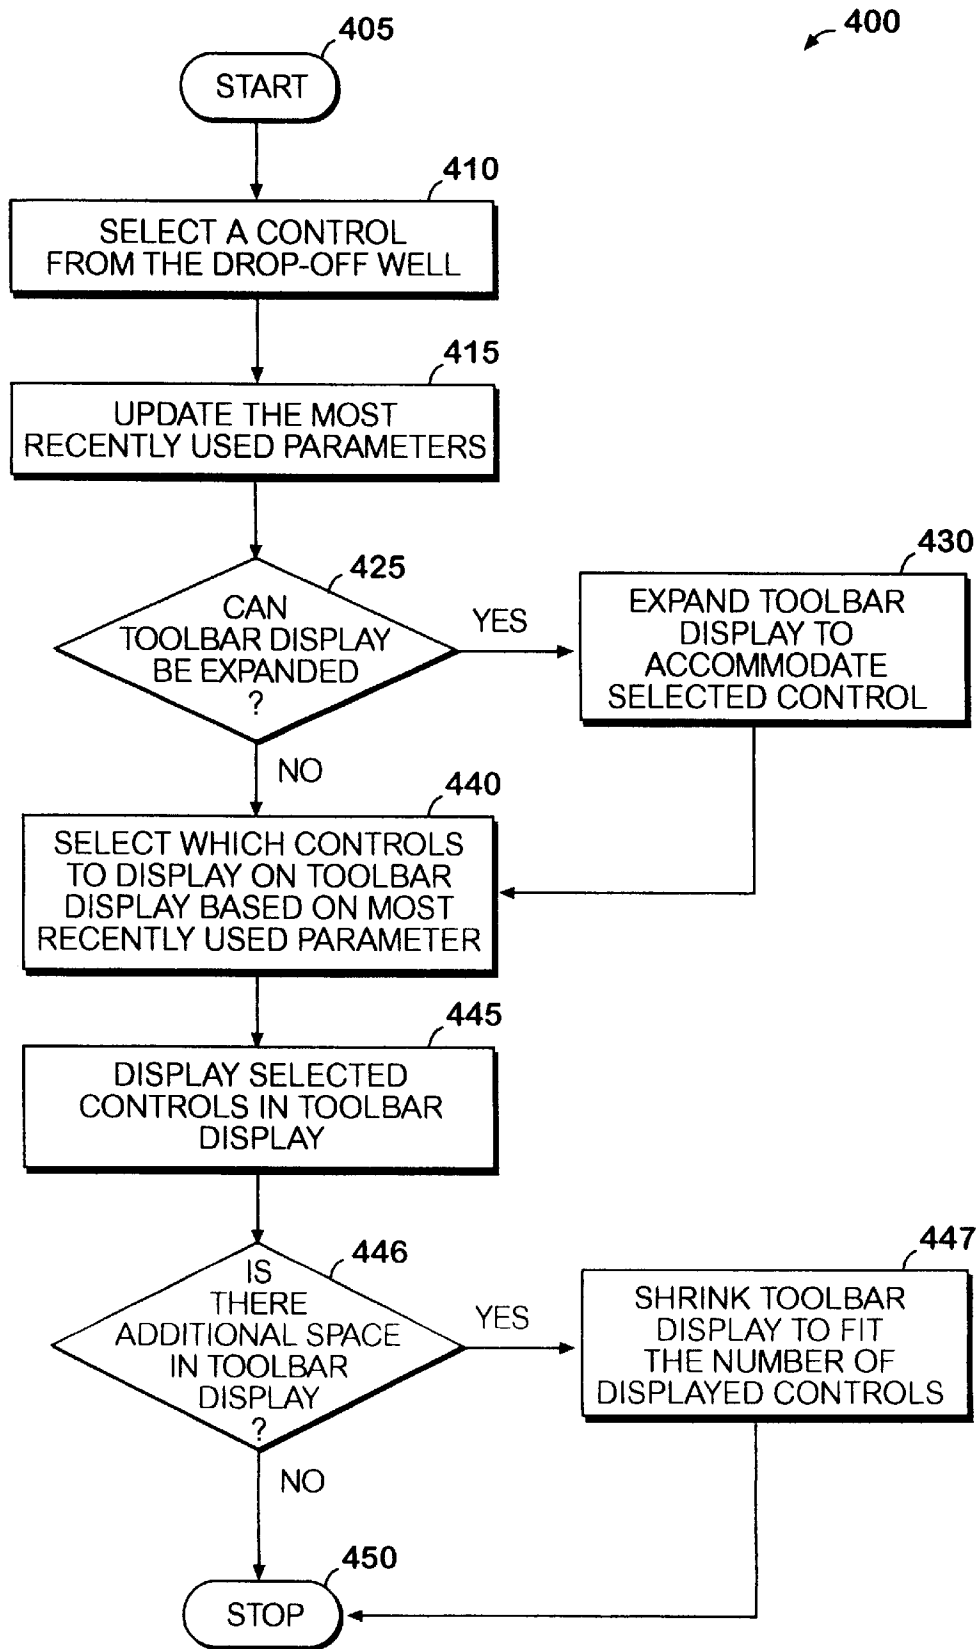 400
405
START
410
SELECT A CONTROL
FROM THE DROP-OFF WELL
415
UPDATE THE MOST
RECENTLY USED PARAMETERS
425
CAN
TOOLBAR DISPLAY
BE EXPANDED
?
YES
430
EXPAND TOOLBAR
DISPLAY TO
ACCOMMODATE
SELECTED CONTROL
NO
440
SELECT WHICH CONTROLS
TO DISPLAY ON TOOLBAR
DISPLAY BASED ON MOST
RECENTLY USED PARAMETER
445
DISPLAY SELECTED
CONTROLS IN TOOLBAR
DISPLAY
446
IS
THERE
ADDITIONAL SPACE
IN TOOLBAR
DISPLAY
?
YES
447
SHRINK TOOLBAR
DISPLAY TO FIT
THE NUMBER OF
DISPLAYED CONTROLS
NO
450
STOP